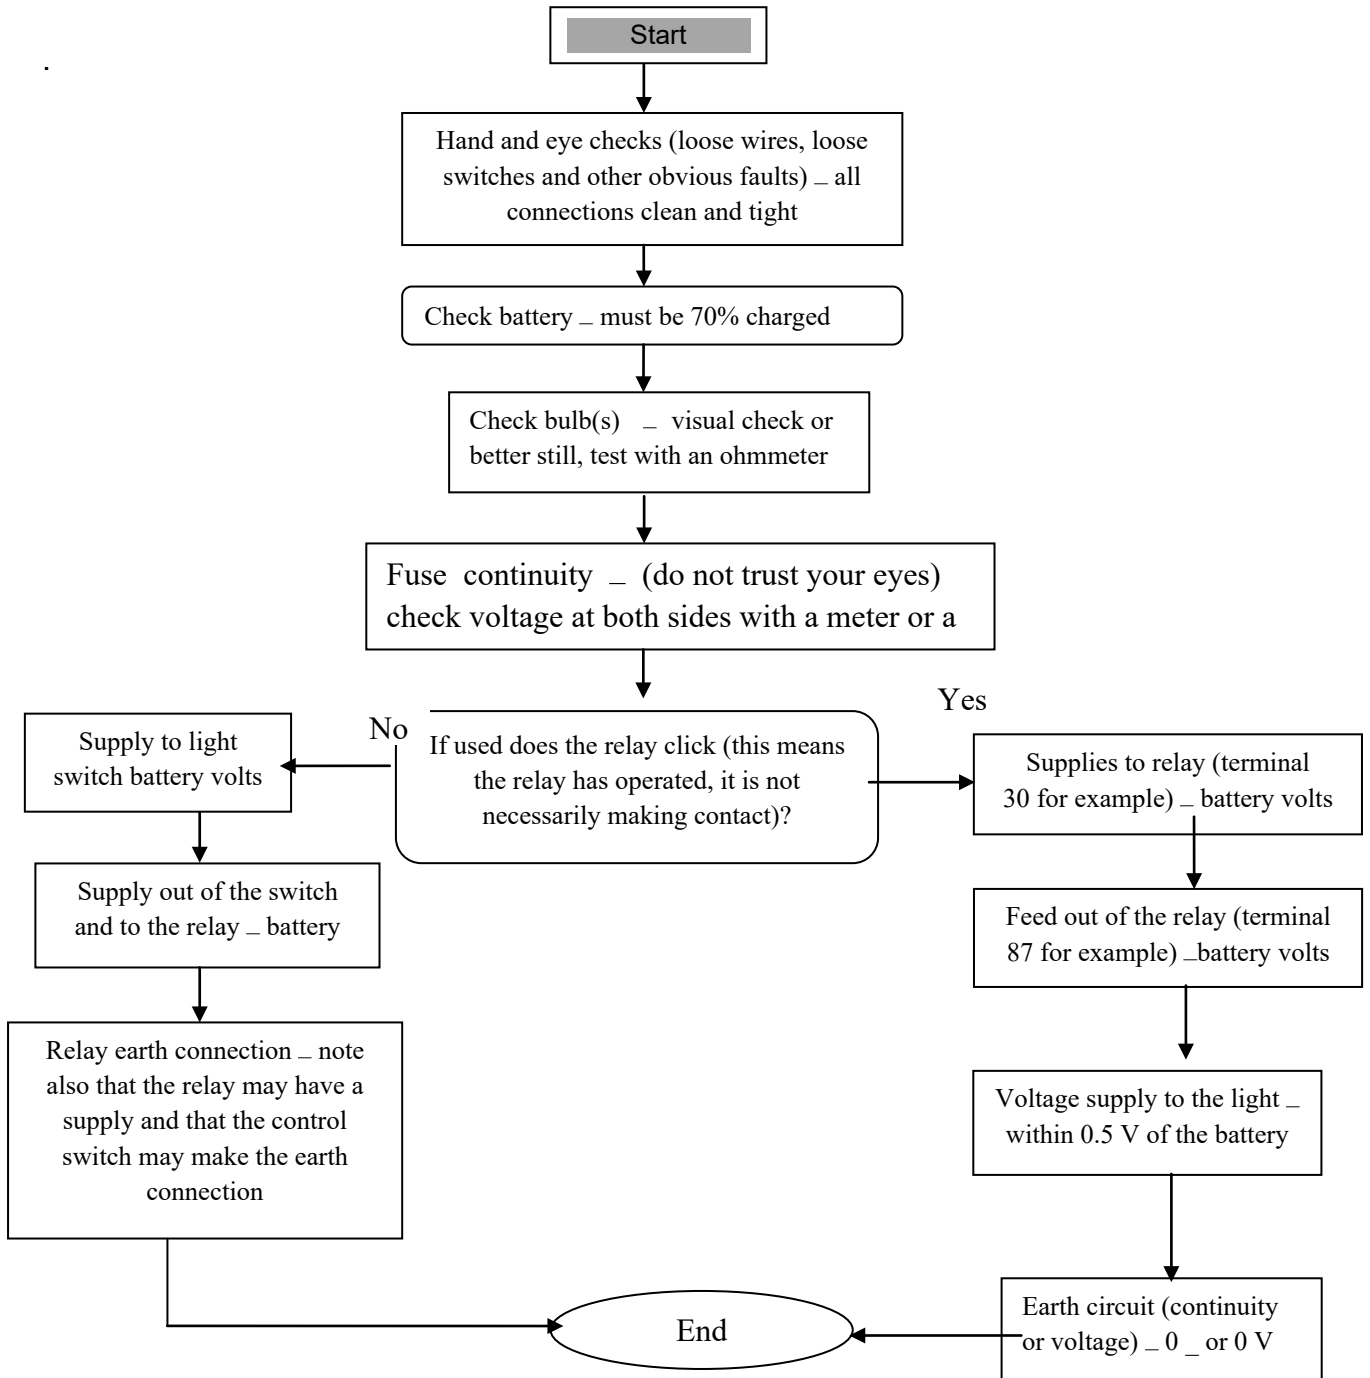 Start
.
Hand and eye checks (loose wires, loose
switches and other obvious faults) _ all
connections clean and tight
Check battery _ must be 70% charged
Check bulb(s) _ visual check or
better still, test with an ohmmeter
Fuse continuity _ (do not trust your eyes)
check voltage at both sides with a meter or a
No
Yes
If used does the relay click (this means
the relay has operated, it is not
necessarily making contact)?
Supply to light
switch battery volts
Supply out of the switch
and to the relay _ battery
Relay earth connection _ note
also that the relay may have a
supply and that the control
switch may make the earth
connection
Supplies to relay (terminal
30 for example) _ battery volts
Feed out of the relay (terminal
87 for example) _battery volts
Voltage supply to the light _
within 0.5 V of the battery
Earth circuit (continuity
or voltage) _ 0 _ or 0 V
End